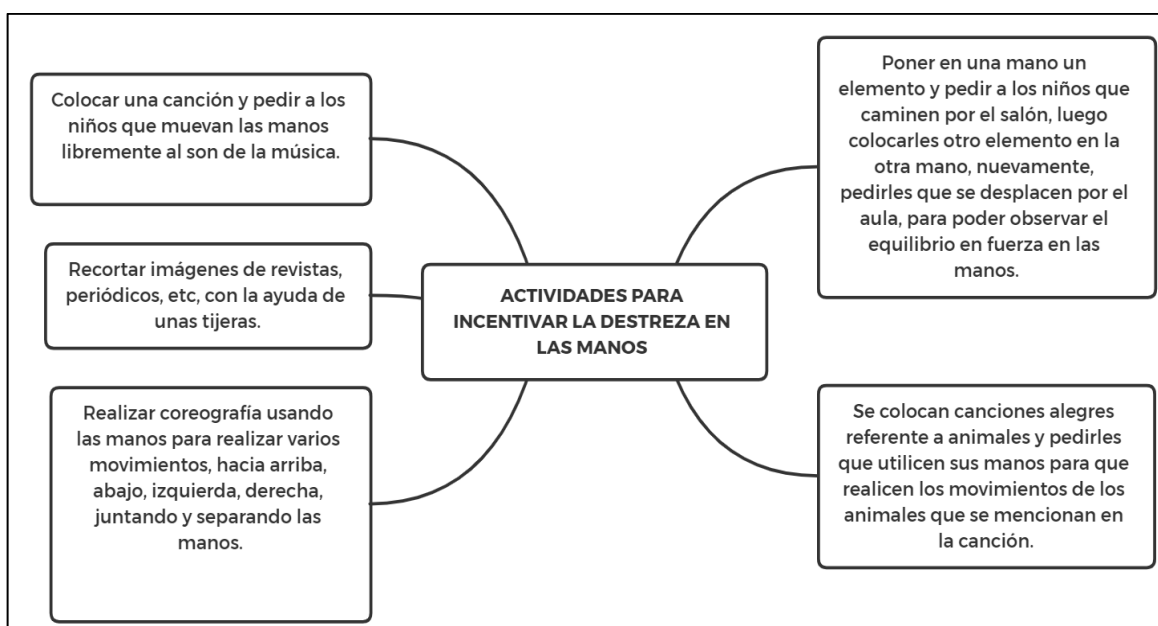 Colocar una canción y pedir a los
niños que muevan las manos
libremente al son de la música.
Recortar imágenes de revistas,
periódicos, etc, con la ayuda de
unas tijeras.
Realizar coreografía usando
las manos para realizar varios
movimientos, hacia arriba,
abajo, izquierda, derecha,
juntando y separando las
manos.
ACTIVIDADES PARA
INCENTIVAR LA DESTREZA EN
LAS MANOS
Poner en una mano un
elemento y pedir a los niños que
caminen por el salón, luego
colocarles otro elemento en la
otra mano, nuevamente,
pedirles que se desplacen por el
aula, para poder observar el
equilibrio en fuerza en las
manos.
Se colocan canciones alegres
referente a animales y pedirles
que utilicen sus manos para que
realicen los movimientos de los
animales que se mencionan en
la canción.